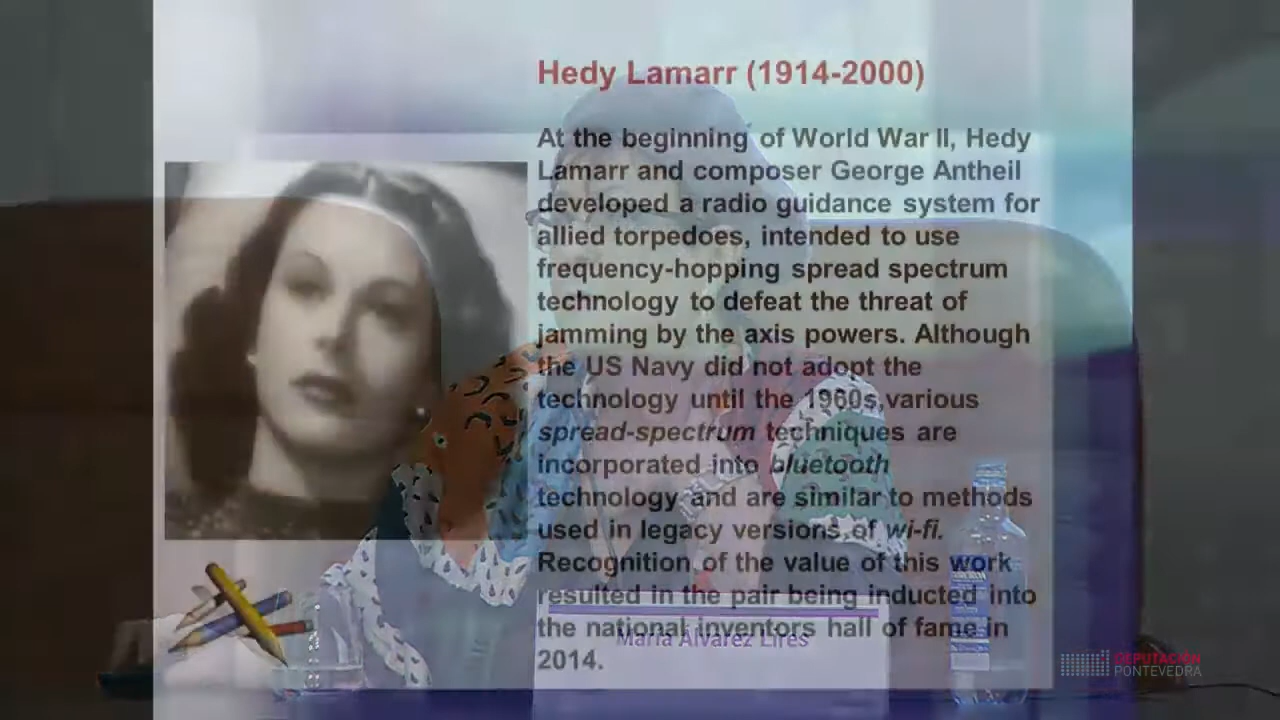 Hedy Lamarr (1914-2000)
At the beginning of World War II, Hedy
Lamarr and composer George Antheil
developed a radio guidance system for
allied torpedoes, intended to use
frequency-hopping spread spectrum
technology to defeat the threat of
jamming by the axis powers. Although
the US Navy did not adopt the
technology until the 1960s,various
spread-spectrum techniques are
incorporated into bluetooth
technology and are similar to methods
used in legacy versions of wi-fi.
Recognition of the value of this work
resulted in the pair being inducted into
the national inventors hall of fame in
2014.
María Álvarez Lires
DEPUTACIÓN
PONTEVEDRA